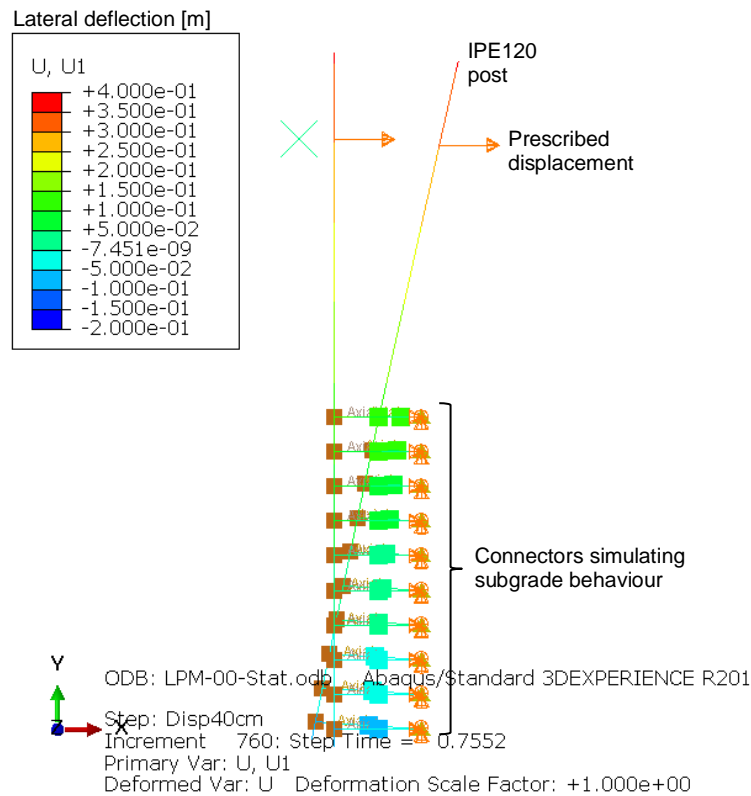 Lateral deflection [m]
U, U1
+4.000e-01
+3.500e-01
+3.000e-01
+2.500e-01
+2.000e-01
+1.500e-01
+1.000e-01
+5.000e-02
-7.451e-09
-5.000e-02
-1.000e-01
-1.500e-01
-2.000e-01
IPE120
post
Prescribed
displacement
Connectors simulating
subgrade behaviour
Y
X
ODB: LPM-00-Stat.odb Abaqus/Standard 3DEXPERIENCE R201
Step: Disp40cm
Increment 760: Step Time = 0.7552
Primary Var: U, U1
Deformed Var: U Deformation Scale Factor: +1.000e+00